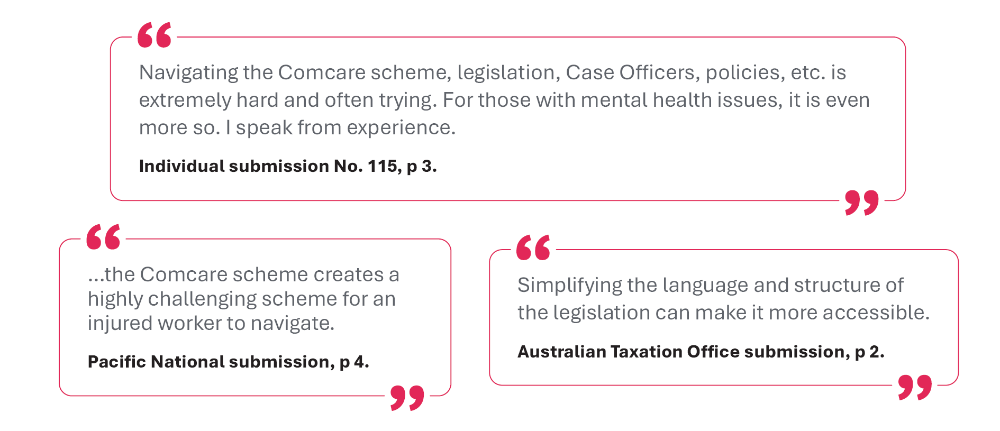 “
Navigating the Comcare scheme, legislation, Case Officers, policies, etc. is
extremely hard and often trying. For those with mental health issues, it is even
more so. I speak from experience.
Individual submission No. 115, p 3.
”
“
...the Comcare scheme creates a
highly challenging scheme for an
injured worker to navigate.
Pacific National submission, p 4.
”
“
Simplifying the language and structure of
the legislation can make it more accessible.
Australian Taxation Office submission, p 2.
”